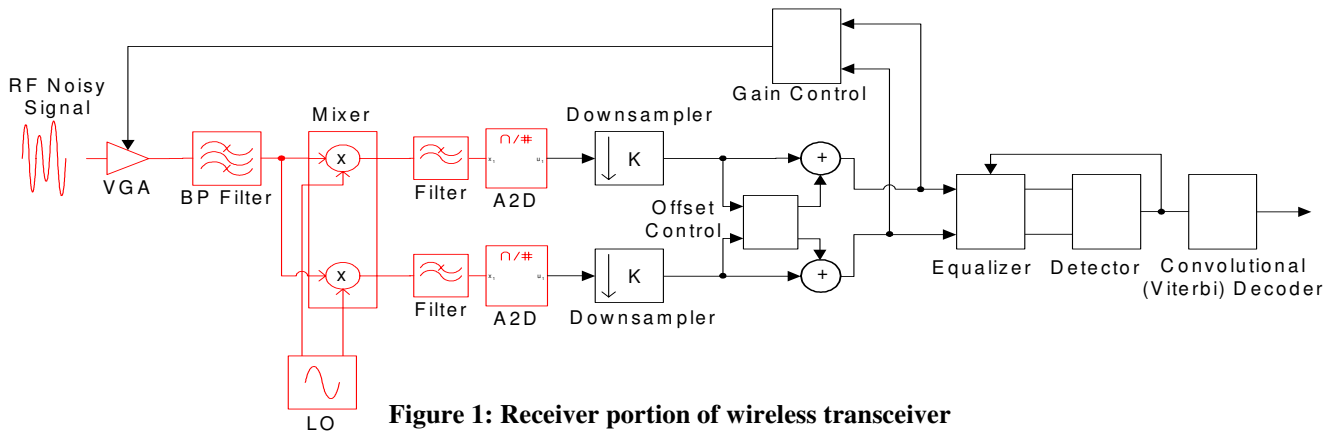 RF Noisy
Signal
VGA
BP Filter
Mixer
x
x
LO
Filter
A2D
Filter
A2D
Downsampler
K
K
Downsampler
+
Offset
Control
+
Gain Control
Equalizer
Detector
Convolutional
(Viterbi) Decoder
Figure 1: Receiver portion of wireless transceiver